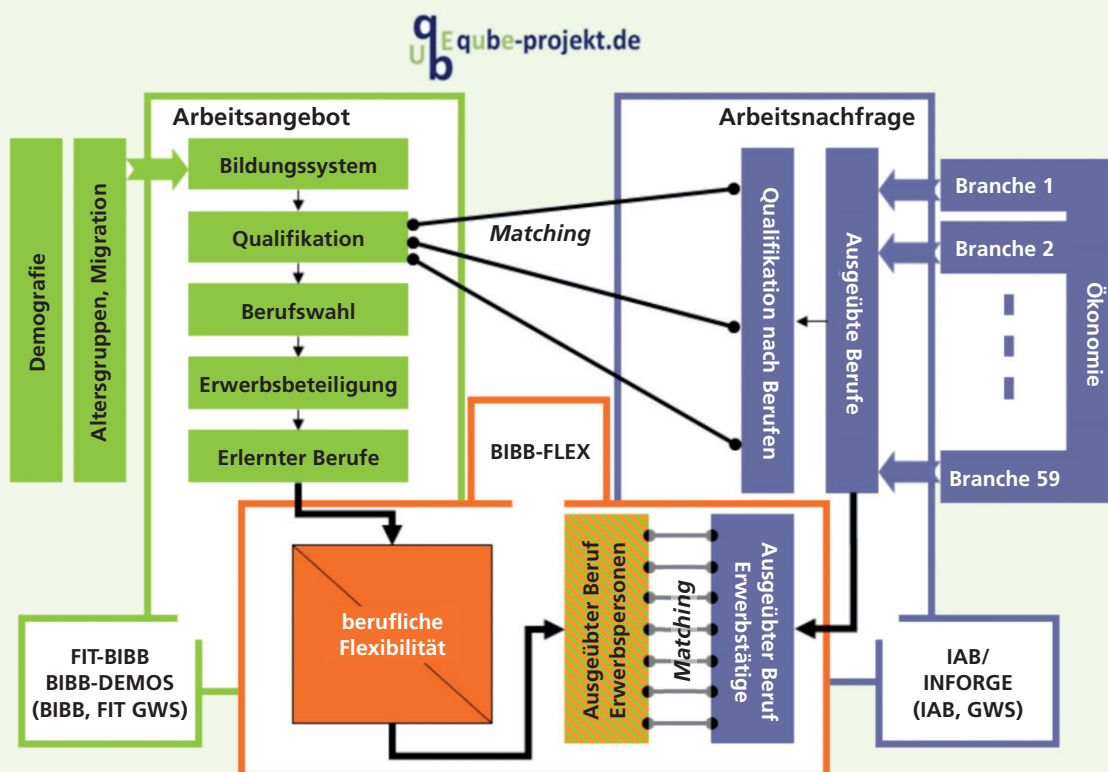 qube
qube-projekt.de
Arbeitsangebot
Arbeitsnachfrage
Demografie
Altersgruppen, Migration
Bildungssystem
Qualifikation
Berufswahl
Erwerbsbeteiligung
Erlernter Berufe
Matching
Qualifikation nach Berufen
Ausgeübte Berufe
Branche 1
Branche 2
Branche 59
Ökonomie
BIBB-FLEX
berufliche
Flexibilität
Ausgeübter Beruf
Erwerbspersonen
Matching
Ausgeübter Beruf
Erwerbstätige
FIT-BIBB
BIBB-DEMOS
(BIBB, FIT GWS)
IAB/
INFORGE
(IAB, GWS)